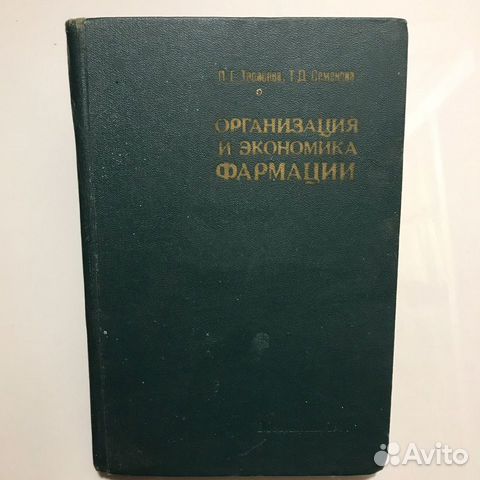 Л.Г. Тарасова, Т.Д. Семенова
ОРГАНИЗАЦИЯ
И ЭКОНОМИКА
ФАРМАЦИИ
Avito